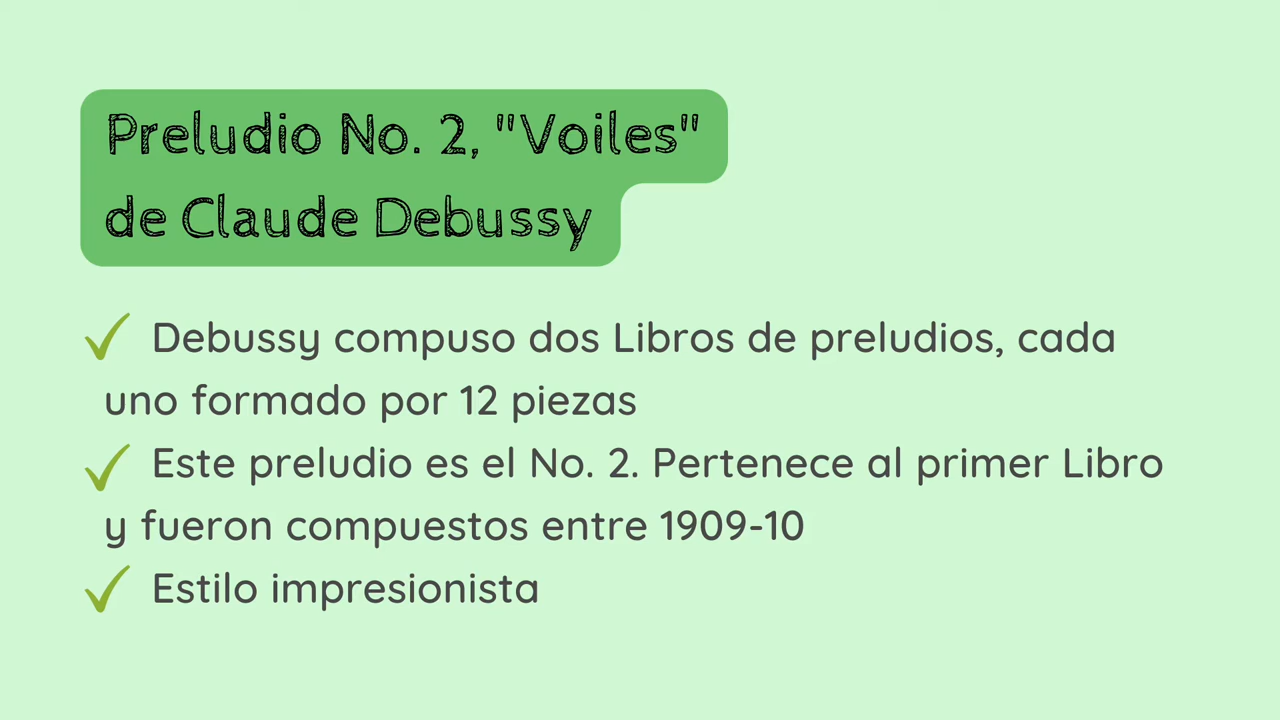 Preludio No. 2, "Voiles"
de Claude Debussy
✓ Debussy compuso dos Libros de preludios, cada
uno formado por 12 piezas
✓ Este preludio es el No. 2. Pertenece al primer Libro
y fueron compuestos entre 1909-10
✓ Estilo impresionista